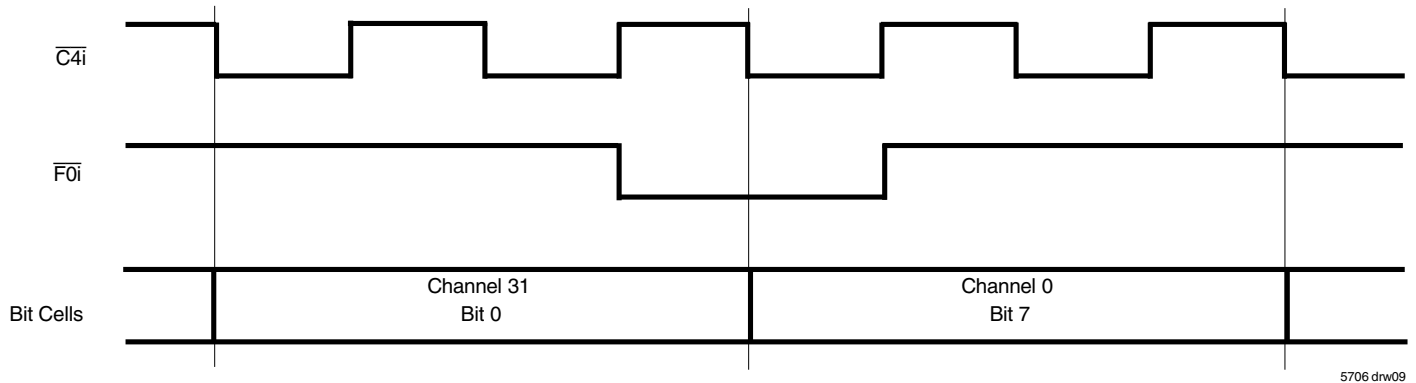 C4i
F0i
Bit Cells
Channel 31
Bit 0
Channel 0
Bit 7
5706 drw09